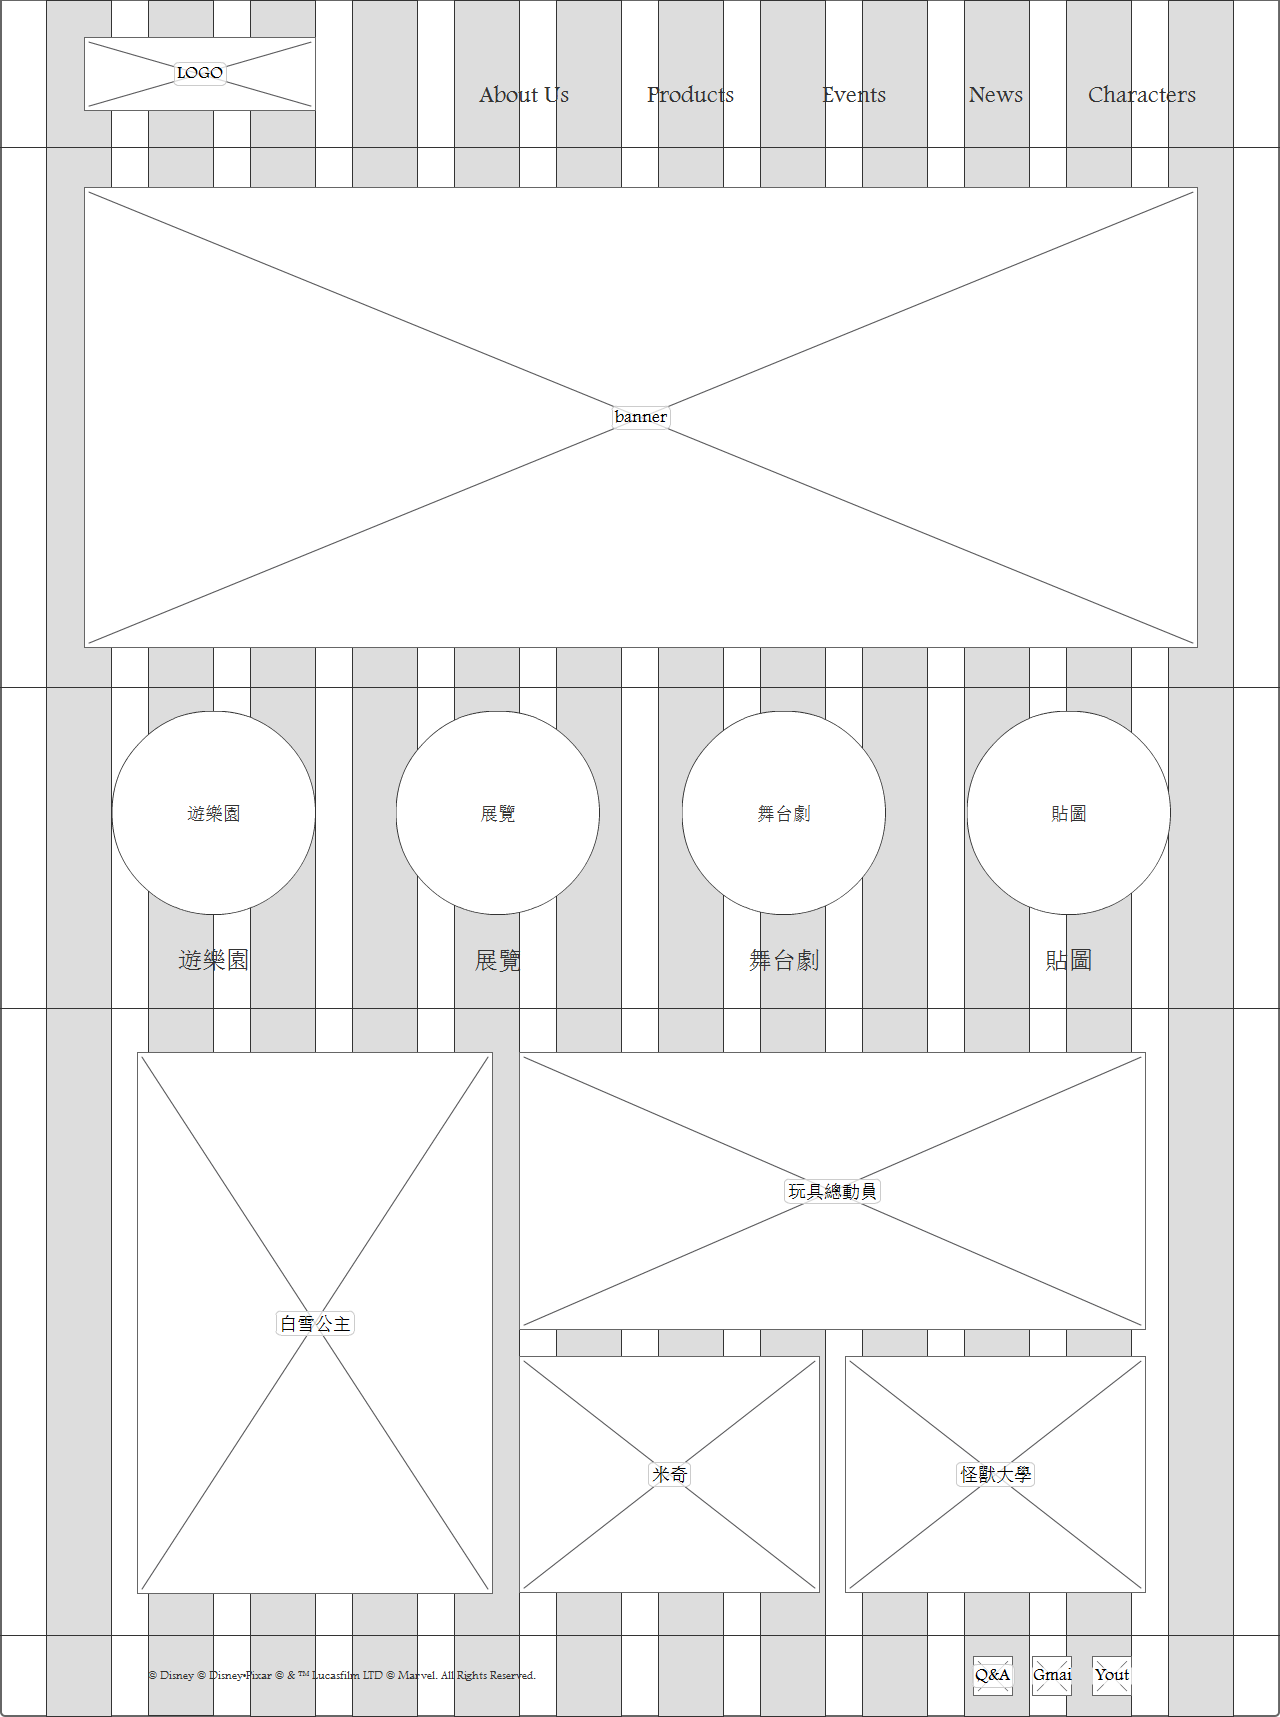 LOGO
About Us
Products
Events
News
Characters
banner
遊樂園
展覽
舞台劇
貼圖
遊樂園
展覽
舞台劇
貼圖
白雪公主
玩具總動員
米奇
怪獸大學
© Disney © Disney•Pixar © & ™ Lucasfilm LTD © Marvel. All Rights Reserved.
Q&A
Gmai
Yout